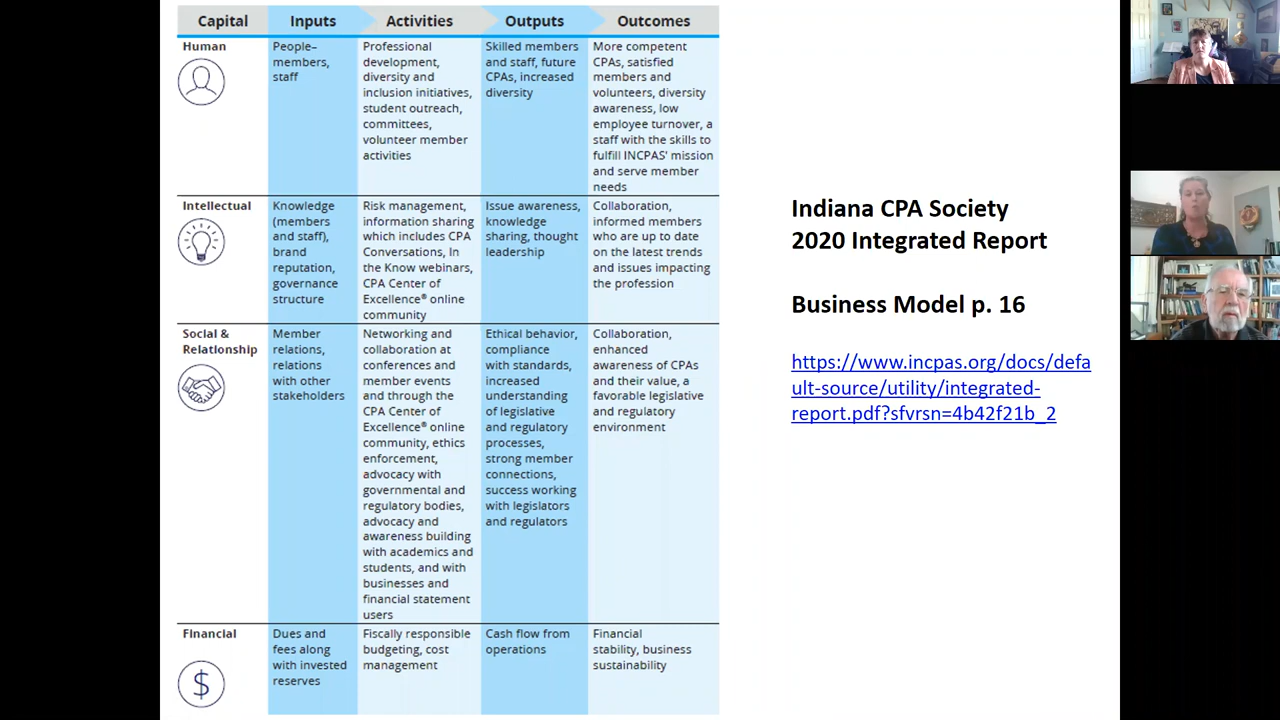 Capital
Inputs
Activities
Outputs
Outcomes
Human
People–
members,
staff
Professional
development,
diversity and
inclusion initiatives,
student outreach,
committees,
volunteer member
activities
Skilled members
and staff, future
CPAs, increased
diversity
More competent
CPAs, satisfied
members and
volunteers, diversity
awareness, low
employee turnover, a
staff with the skills to
fulfill INCPAS' mission
and serve member
needs
Intellectual
Knowledge
(members
and staff),
brand
reputation,
governance
structure
Risk management,
information sharing
which includes CPA
Conversations, In
the Know webinars,
CPA Center of
Excellence® online
community
Issue awareness,
knowledge
sharing, thought
leadership
Collaboration,
informed members
who are up to date
on the latest trends
and issues impacting
the profession
Social &
Relationship
Member
relations,
relations
with other
stakeholders
Networking and
collaboration at
conferences and
member events
and through the
CPA Center of
Excellence® online
community, ethics
enforcement,
advocacy with
governmental and
regulatory bodies,
advocacy and
awareness building
with academics and
students, and with
businesses and
financial statement
users
Ethical behavior,
compliance
with standards,
increased
understanding
of legislative
and regulatory
processes,
strong member
connections,
success working
with legislators
and regulators
Collaboration,
enhanced
awareness of CPAs
and their value, a
favorable legislative
and regulatory
environment
Financial
$
Dues and
fees along
with invested
reserves
Fiscally responsible
budgeting, cost
management
Cash flow from
operations
Financial
stability, business
sustainability
Indiana CPA Society
2020 Integrated Report
Business Model p. 16
https://www.incpas.org/docs/defa
ult-source/utility/integrated-
report.pdf?sfvrsn=4b42f21b_2